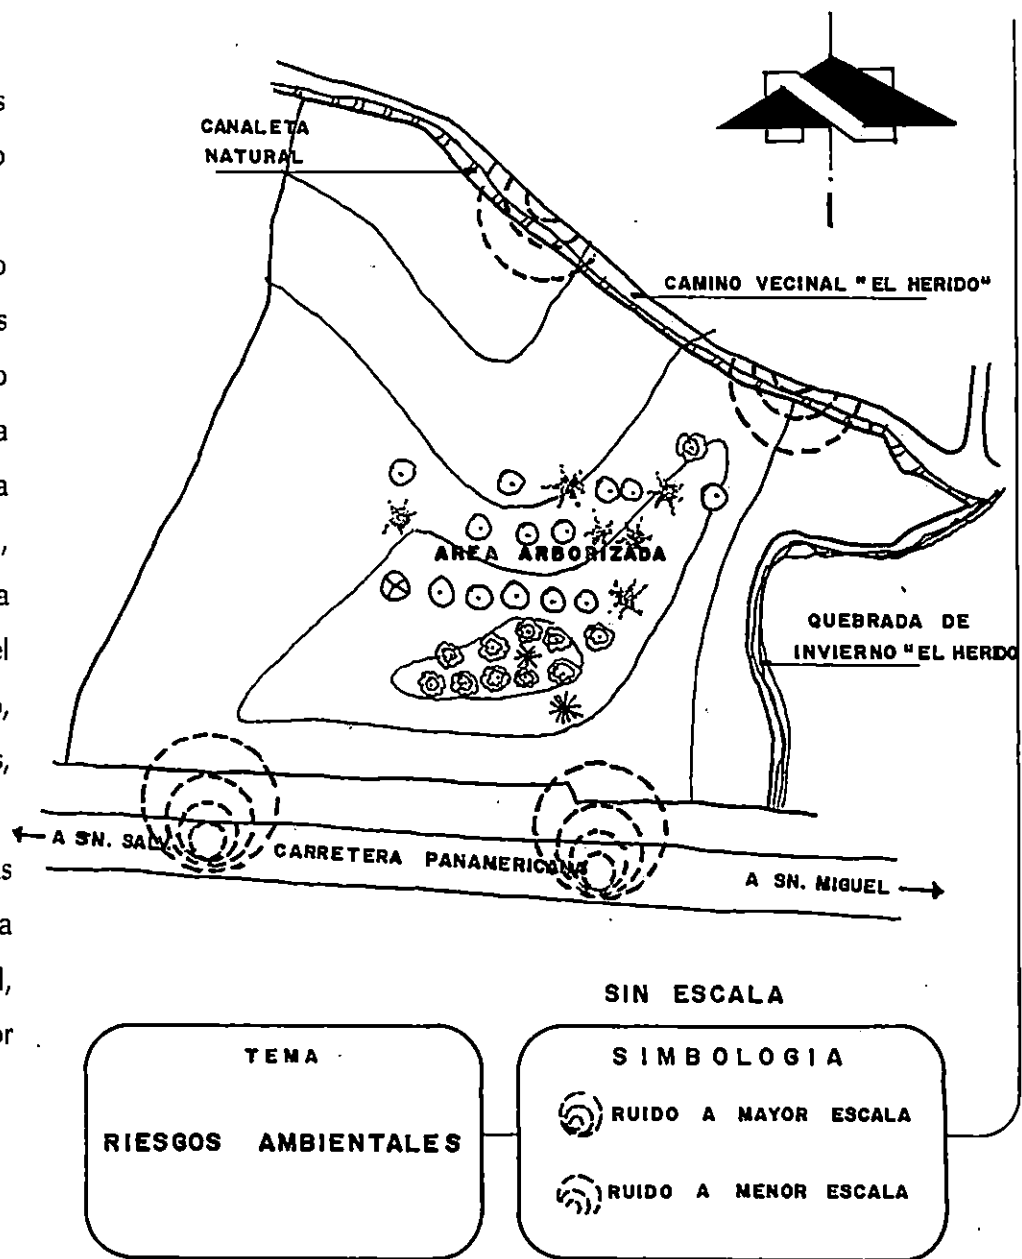 CANALETA
NATURAL
CAMINO VECINAL "EL HERIDO"
AREA ARBORIZADA
QUEBRADA DE
INVIERNO "EL HERDO
A SN. SAL
CARRETERA PANANERICANA
A SN. MIGUEL
SIN ESCALA
TEMA
RIESGOS AMBIENTALES
SIMBOLOGIA
RUIDO A MAYOR ESCALA
RUIDO A MENOR ESCALA